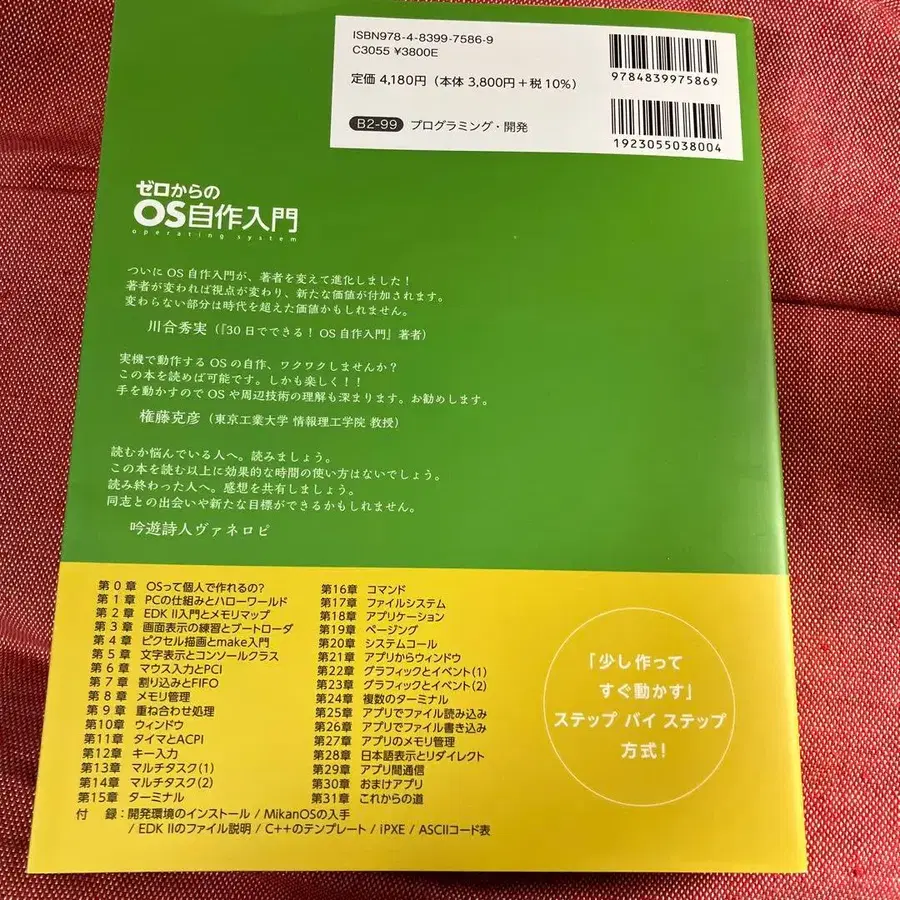 ISBN978-4-8399-7586-9
C3055 ¥3800E
定価 4,180円（本体 3,800円＋税 10%）
B2-99 プログラミング・開発
9784839975869
1923055038004
ゼロからの
OS自作入門
operating system
ついに OS 自作入門が、著者を変えて進化しました！
著者が変われば視点が変わり、新たな価値が付加されます。
変わらない部分は時代を超えた価値かもしれません。
川合秀実（『30 日でできる！ OS 自作入門』著者）
実機で動作する OS の自作、ワクワクしませんか？
この本を読めば可能です。しかも楽しく！！
手を動かすので OS や周辺技術の理解も深まります。お勧めします。
権藤克彦（東京工業大学 情報理工学院 教授）
読むか悩んでいる人へ。読みましょう。
この本を読む以上に効果的な時間の使い方はないでしょう。
読み終わった人へ。感想を共有しましょう。
同志との出会いや新たな目標ができるかもしれません。
吟遊詩人ヴァネロピ
第 0 章 OSって個人で作れるの?
第 1 章 PCの仕組みとハローワールド
第 2 章 EDK II入門とメモリマップ
第 3 章 画面表示の練習とブートローダ
第 4 章 ピクセル描画とmake入門
第 5 章 文字表示とコンソールクラス
第 6 章 マウス入力とPCI
第 7 章 割り込みとFIFO
第 8 章 メモリ管理
第 9 章 重ね合わせ処理
第10章 ウィンドウ
第11章 タイマとACPI
第12章 キー入力
第13章 マルチタスク(1)
第14章 マルチタスク(2)
第15章 ターミナル
第16章 コマンド
第17章 ファイルシステム
第18章 アプリケーション
第19章 ページング
第20章 システムコール
第21章 アプリからウィンドウ
第22章 グラフィックとイベント(1)
第23章 グラフィックとイベント(2)
第24章 複数のターミナル
第25章 アプリでファイル読み込み
第26章 アプリでファイル書き込み
第27章 アプリのメモリ管理
第28章 日本語表示とリダイレクト
第29章 アプリ間通信
第30章 おまけアプリ
第31章 これからの道
付 録：開発環境のインストール / MikanOSの入手
/ EDK IIのファイル説明 / C++のテンプレート / iPXE / ASCIIコード表
「少し作って
すぐ動かす」
ステップ バイ ステップ
方式！